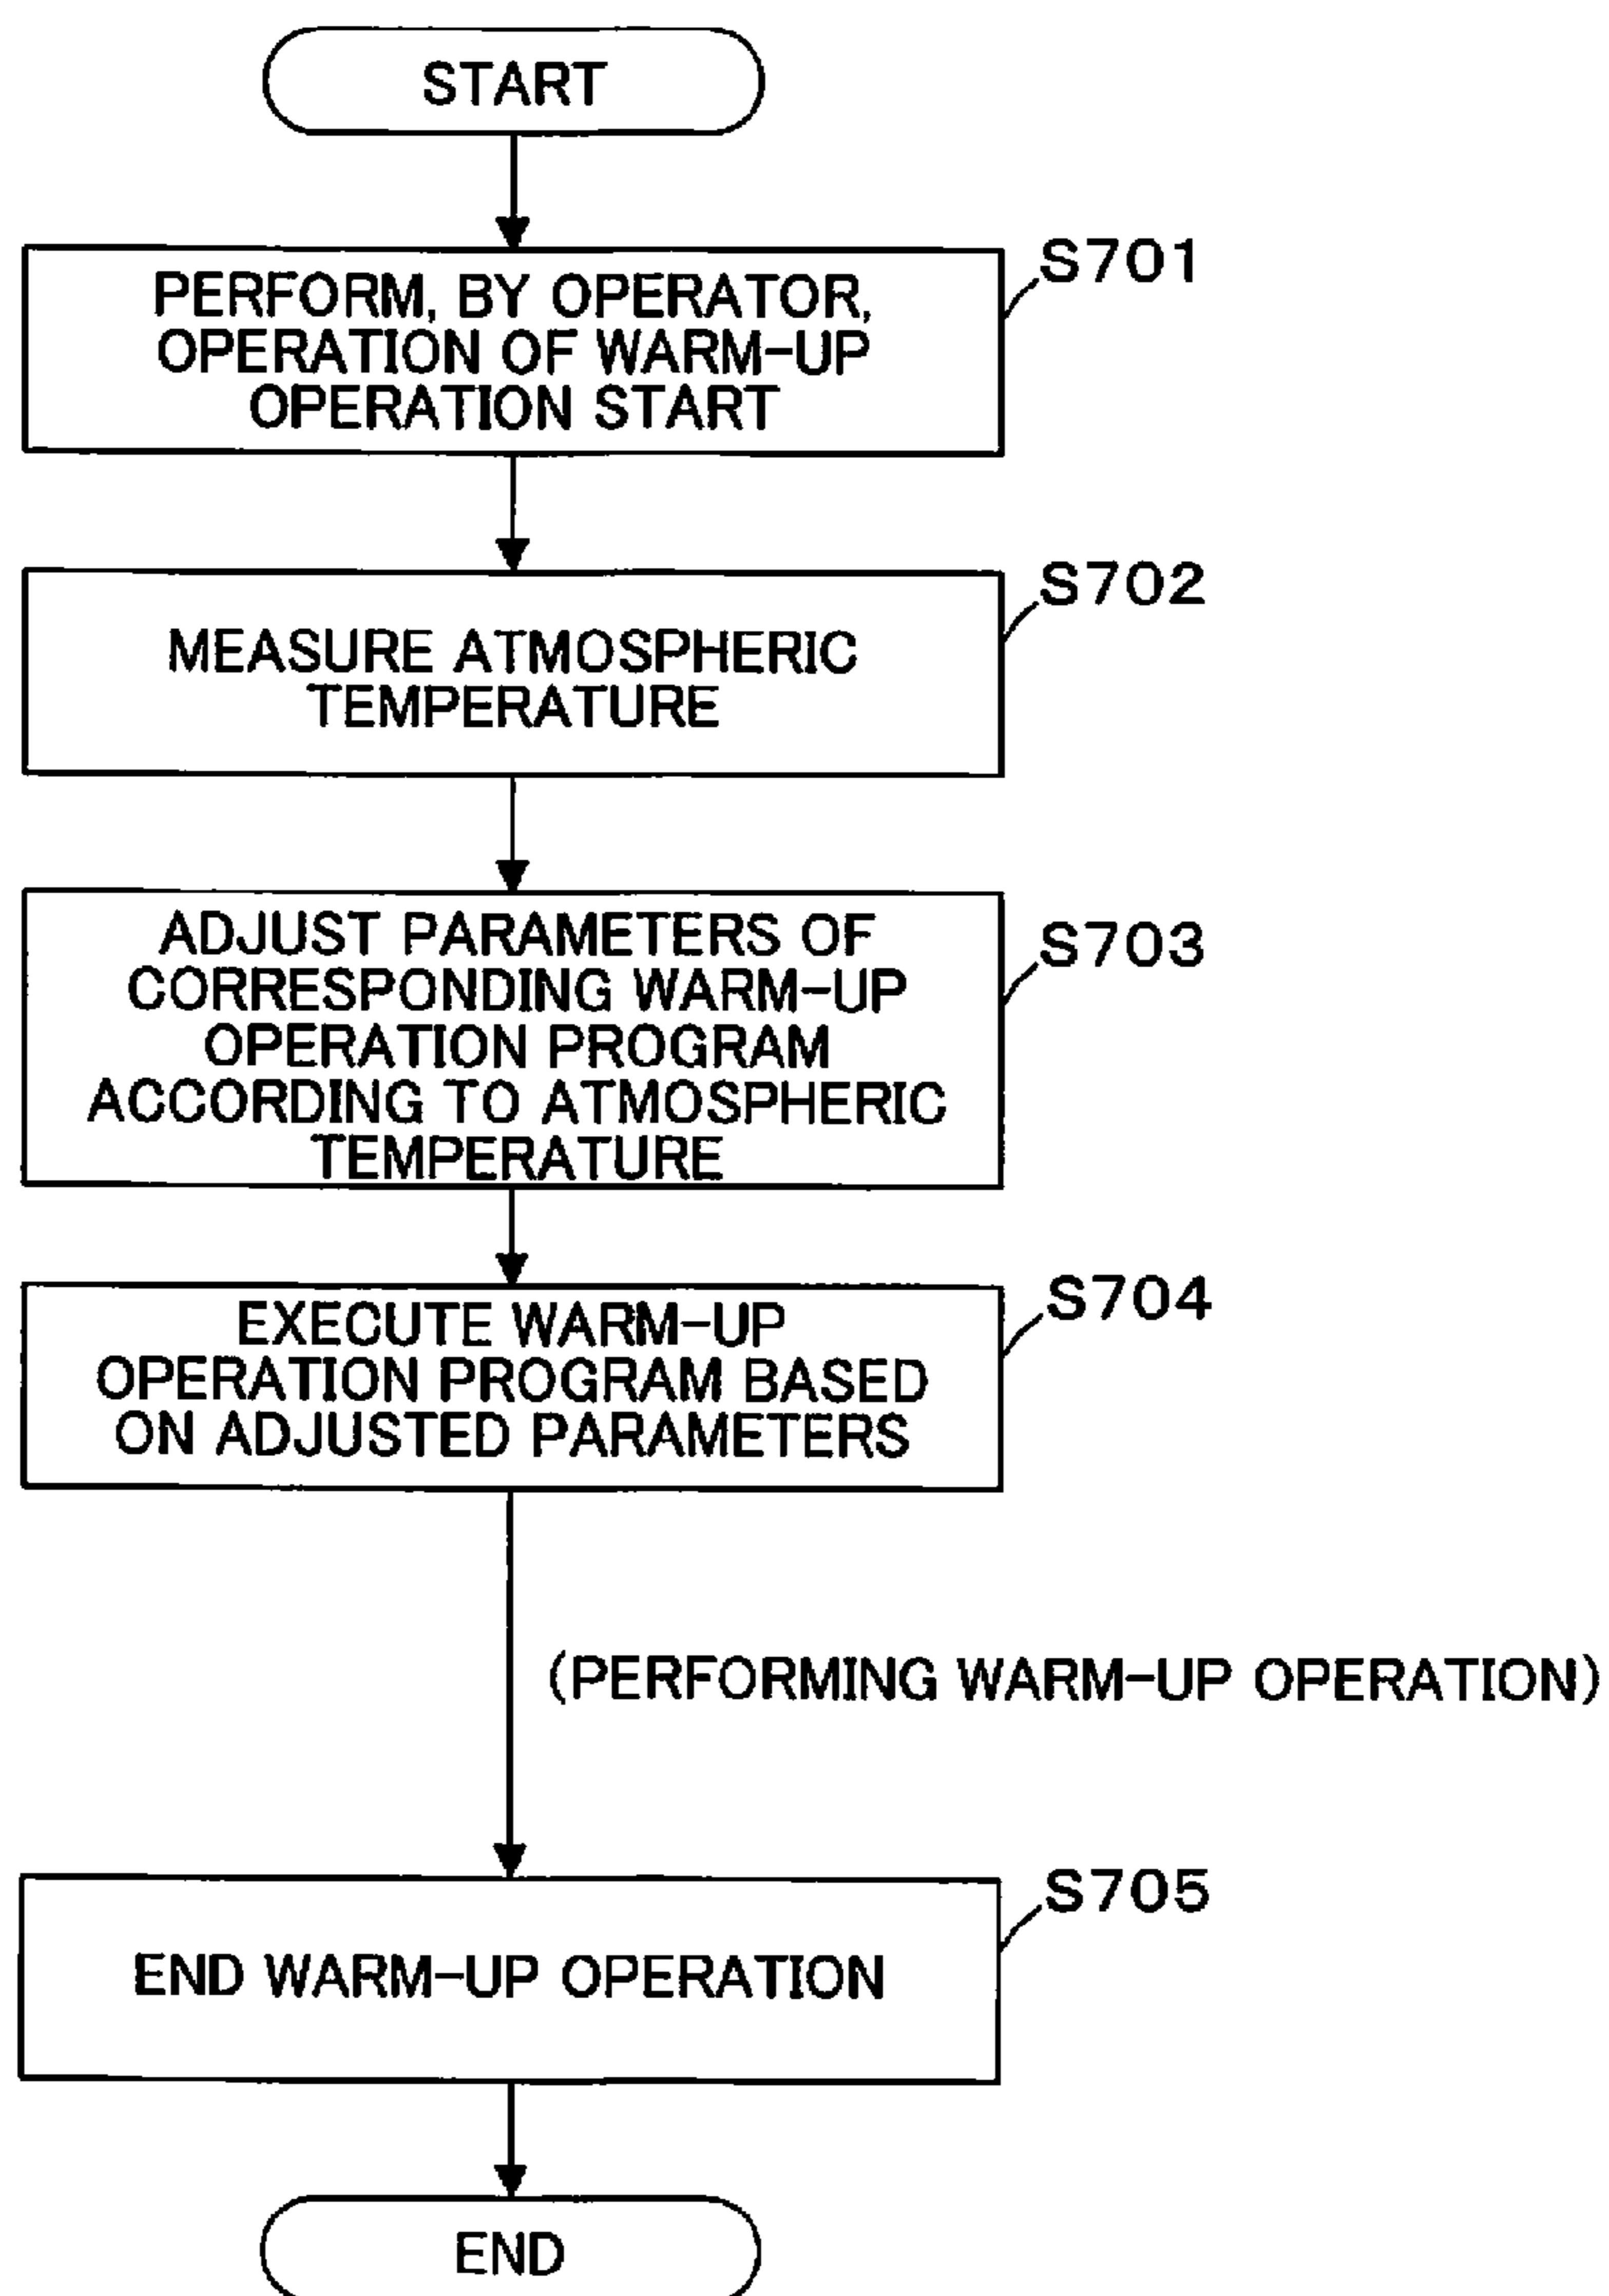 START
S701
PERFORM, BY OPERATOR,
OPERATION OF WARM-UP
OPERATION START
S702
MEASURE ATMOSPHERIC
TEMPERATURE
S703
ADJUST PARAMETERS OF
CORRESPONDING WARM-UP
OPERATION PROGRAM
ACCORDING TO ATMOSPHERIC
TEMPERATURE
S704
EXECUTE WARM-UP
OPERATION PROGRAM BASED
ON ADJUSTED PARAMETERS
(PERFORMING WARM-UP OPERATION)
S705
END WARM-UP OPERATION
END